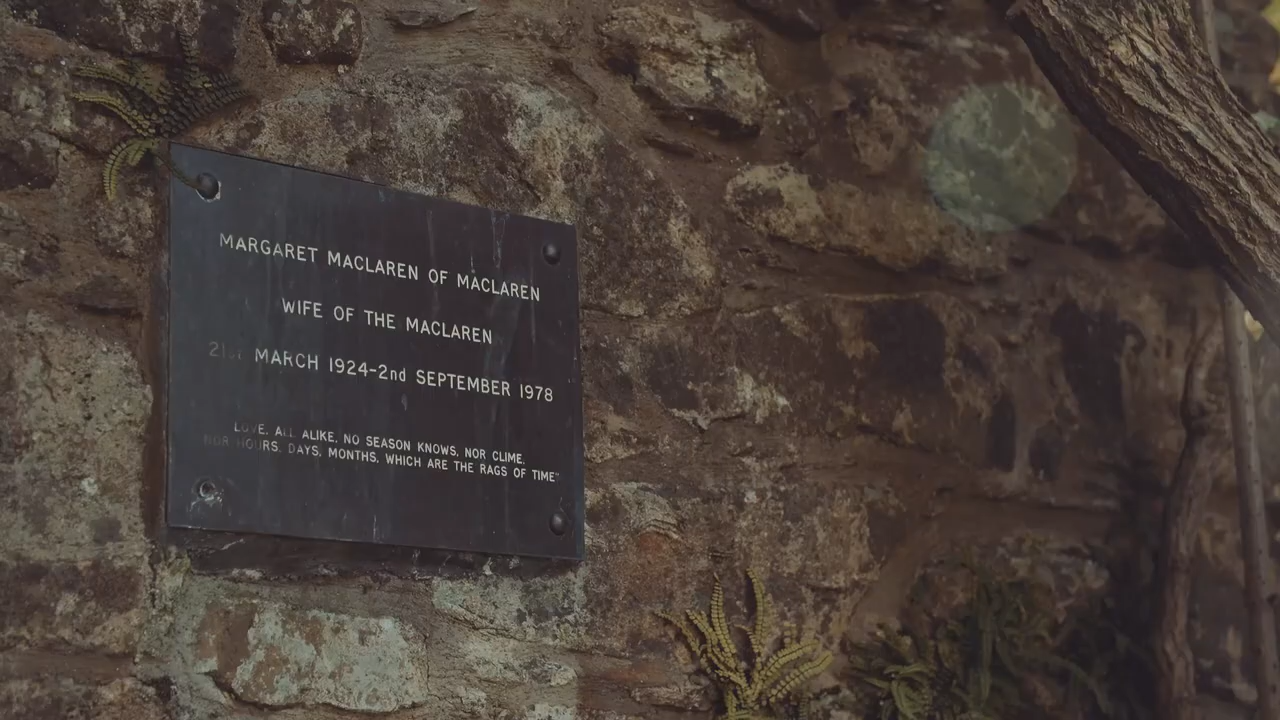 MARGARET MACLAREN OF MACLAREN
WIFE OF THE MACLAREN
21st MARCH 1924-2nd SEPTEMBER 1978
LOVE, ALL ALIKE, NO SEASON KNOWS, NOR CLIME,
NOR HOURS, DAYS, MONTHS, WHICH ARE THE RAGS OF TIME"